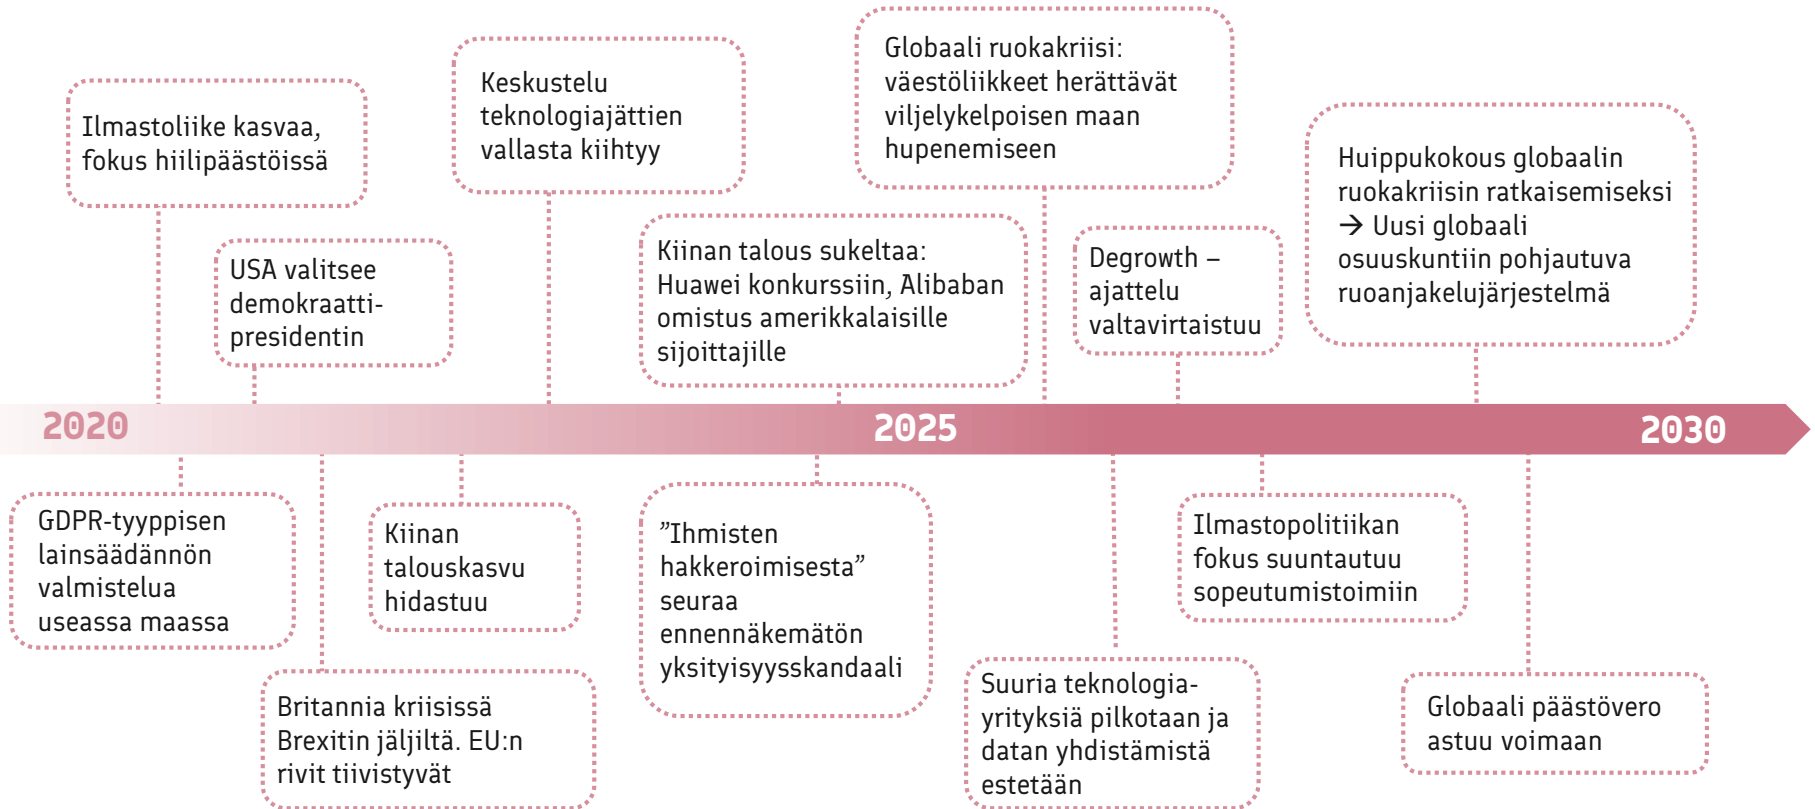 Ilmastoliike kasvaa,
fokus hiilipäästöissä
USA valitsee
demokraatti-
presidentin
Keskustelu
teknologiajättien
vallasta kiihtyy
Kiinan talous sukeltaa:
Huawei konkurssiin, Alibaban
omistus amerikkalaisille
sijoittajille
Globaali ruokakriisi:
väestöliikkeet herättävät
viljelykelpoisen maan
hupenemiseen
Degrowth –
ajattelu
valtavirtaistuu
Huippukokous globaalin
ruokakriisin ratkaisemiseksi
→ Uusi globaali
osuuskuntiin pohjautuva
ruoanjakelujärjestelmä
2020
2025
2030
GDPR-tyyppisen
lainsäädännön
valmistelua
useassa maassa
Britannia kriisissä
Brexitin jäljiltä. EU:n
rivit tiivistyvät
Kiinan
talouskasvu
hidastuu
”Ihmisten
hakkeroimisesta”
seuraa
ennennäkemätön
yksityisyysskandaali
Suuria teknologia-
yrityksiä pilkotaan ja
datan yhdistämistä
estetään
Ilmastopolitiikan
fokus suuntautuu
sopeutumistoimiin
Globaali päästövero
astuu voimaan